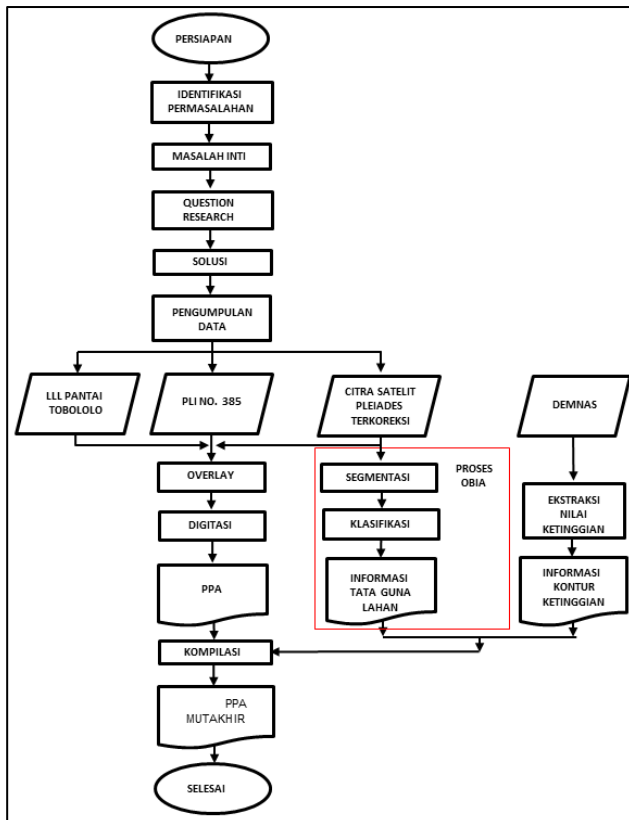 PERSIAPAN
IDENTIFIKASI
PERMASALAHAN
MASALAH INTI
QUESTION
RESEARCH
SOLUSI
PENGUMPULAN
DATA
LLL PANTAI
TOBOLOLO
PLI NO. 385
CITRA SATELIT
PLEIADES
TERKOREKSI
DEMNAS
OVERLAY
DIGITASI
PPA
PROSES
OBIA
SEGMENTASI
KLASIFIKASI
INFORMASI
TATA GUNA
LAHAN
EKSTRAKSI
NILAI
KETINGGIAN
INFORMASI
KONTUR
KETINGGIAN
KOMPILASI
PPA
MUTAKHIR
SELESAI